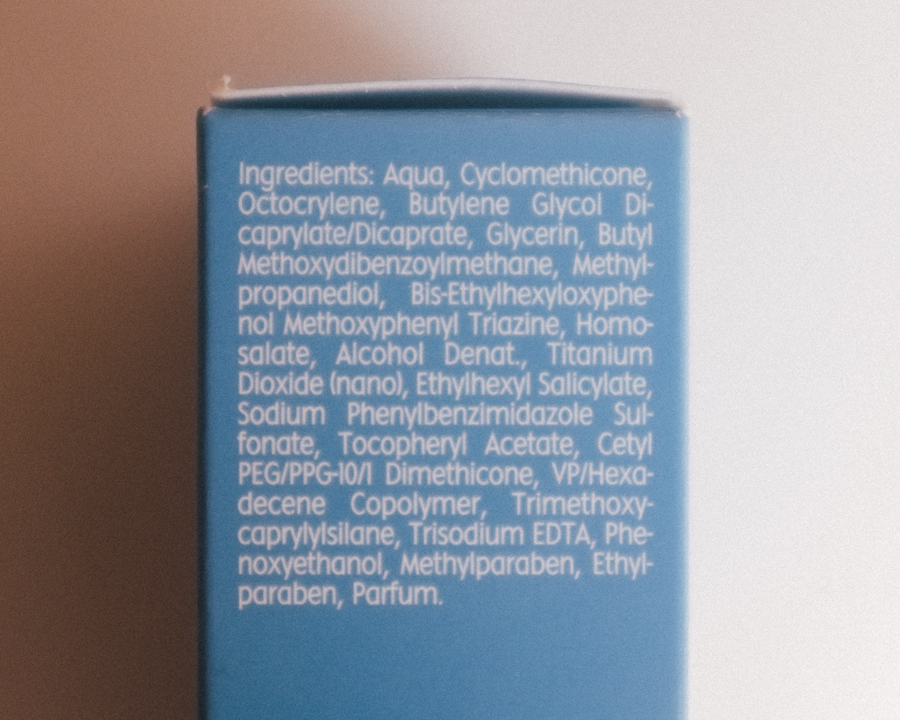 Ingredients: Aqua, Cyclomethicone,
Octocrylene, Butylene Glycol Di-
caprylate/Dicaprate, Glycerin, Butyl
Methoxydibenzoylmethane, Methyl-
propanediol, Bis-Ethylhexyloxyphe-
nol Methoxyphenyl Triazine, Homo-
salate, Alcohol Denat., Titanium
Dioxide (nano), Ethylhexyl Salicylate,
Sodium Phenylbenzimidazole Sul-
fonate, Tocopheryl Acetate, Cetyl
PEG/PPG-10/1 Dimethicone, VP/Hexa-
decene Copolymer, Trimethoxy-
caprylylsilane, Trisodium EDTA, Phe-
noxyethanol, Methylparaben, Ethyl-
paraben, Parfum.